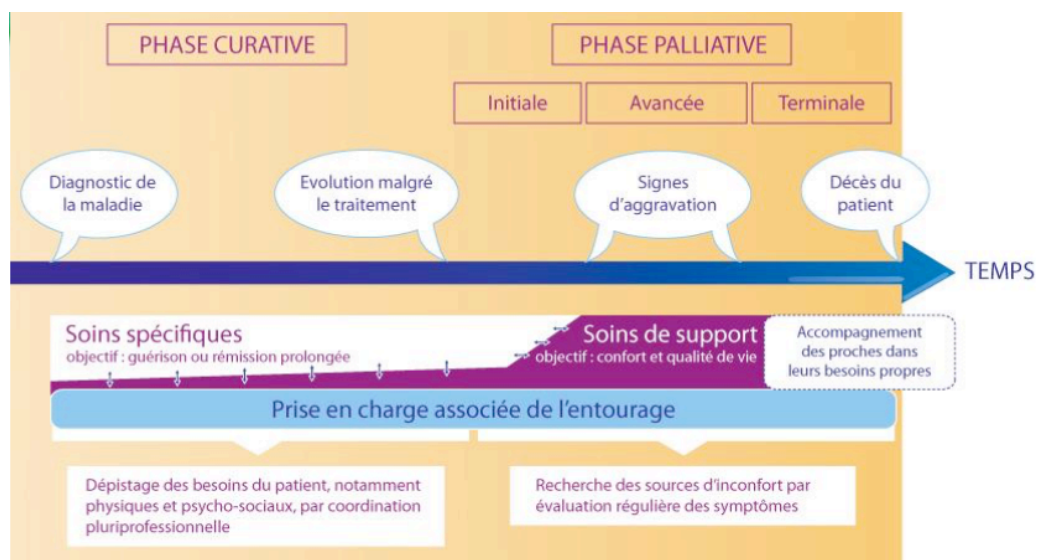 PHASE CURATIVE
PHASE PALLIATIVE
Initiale
Avancée
Terminale
Diagnostic de
la maladie
Evolution malgré
le traitement
Signes
d'aggravation
Décès du
patient
TEMPS
Soins spécifiques
objectif : guérison ou rémission prolongée
Soins de support
objectif : confort et qualité de vie
Accompagnement
des proches dans
leurs besoins propres
Prise en charge associée de l'entourage
Dépistage des besoins du patient, notamment
physiques et psycho-sociaux, par coordination
pluriprofessionnelle
Recherche des sources d'inconfort par
évaluation régulière des symptômes